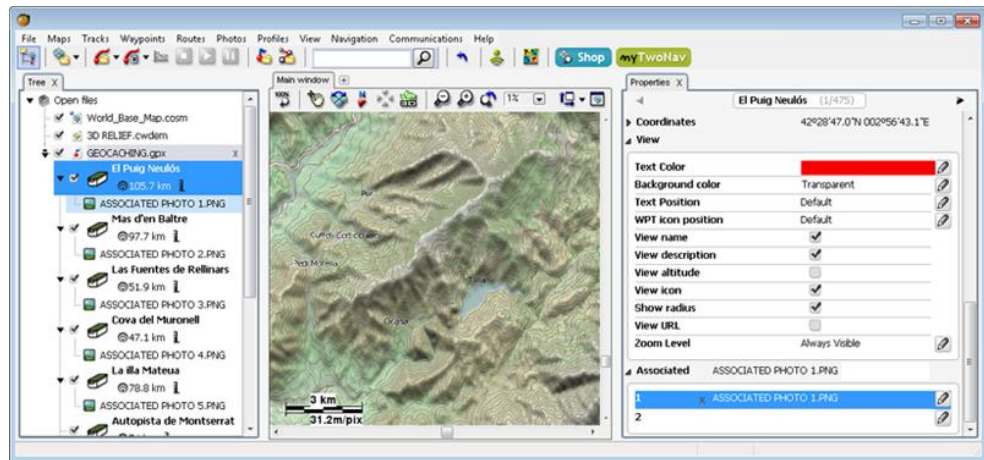 File Maps Tracks Waypoints Routes Photos Profiles View Navigation Communications Help
Shop myTwoNav
Tree X
Open files
World_Base_Map.cosm
3D RELIEF.cwdem
GEOCACHING.gpx x
El Puig Neulós
105.7 km
ASSOCIATED PHOTO 1.PNG
Mas d'en Baltre
97.7 km
ASSOCIATED PHOTO 2.PNG
Las Fuentes de Rellinars
51.9 km
ASSOCIATED PHOTO 3.PNG
Cova del Muronell
47.1 km
ASSOCIATED PHOTO 4.PNG
La illa Mateua
78.8 km
ASSOCIATED PHOTO 5.PNG
Autopista de Montserrat
Main window
100%
1%
Ocaña
3 km
31.2m/pix
Properties X
El Puig Neulós (1/475)
Coordinates 42º28'47.0"N 002º56'43.1"E
View
Text Color
Background color Transparent
Text Position Default
WPT icon position Default
View name
View description
View altitude
View icon
Show radius
View URL
Zoom Level Always Visible
Associated ASSOCIATED PHOTO 1.PNG
1 x ASSOCIATED PHOTO 1.PNG
2